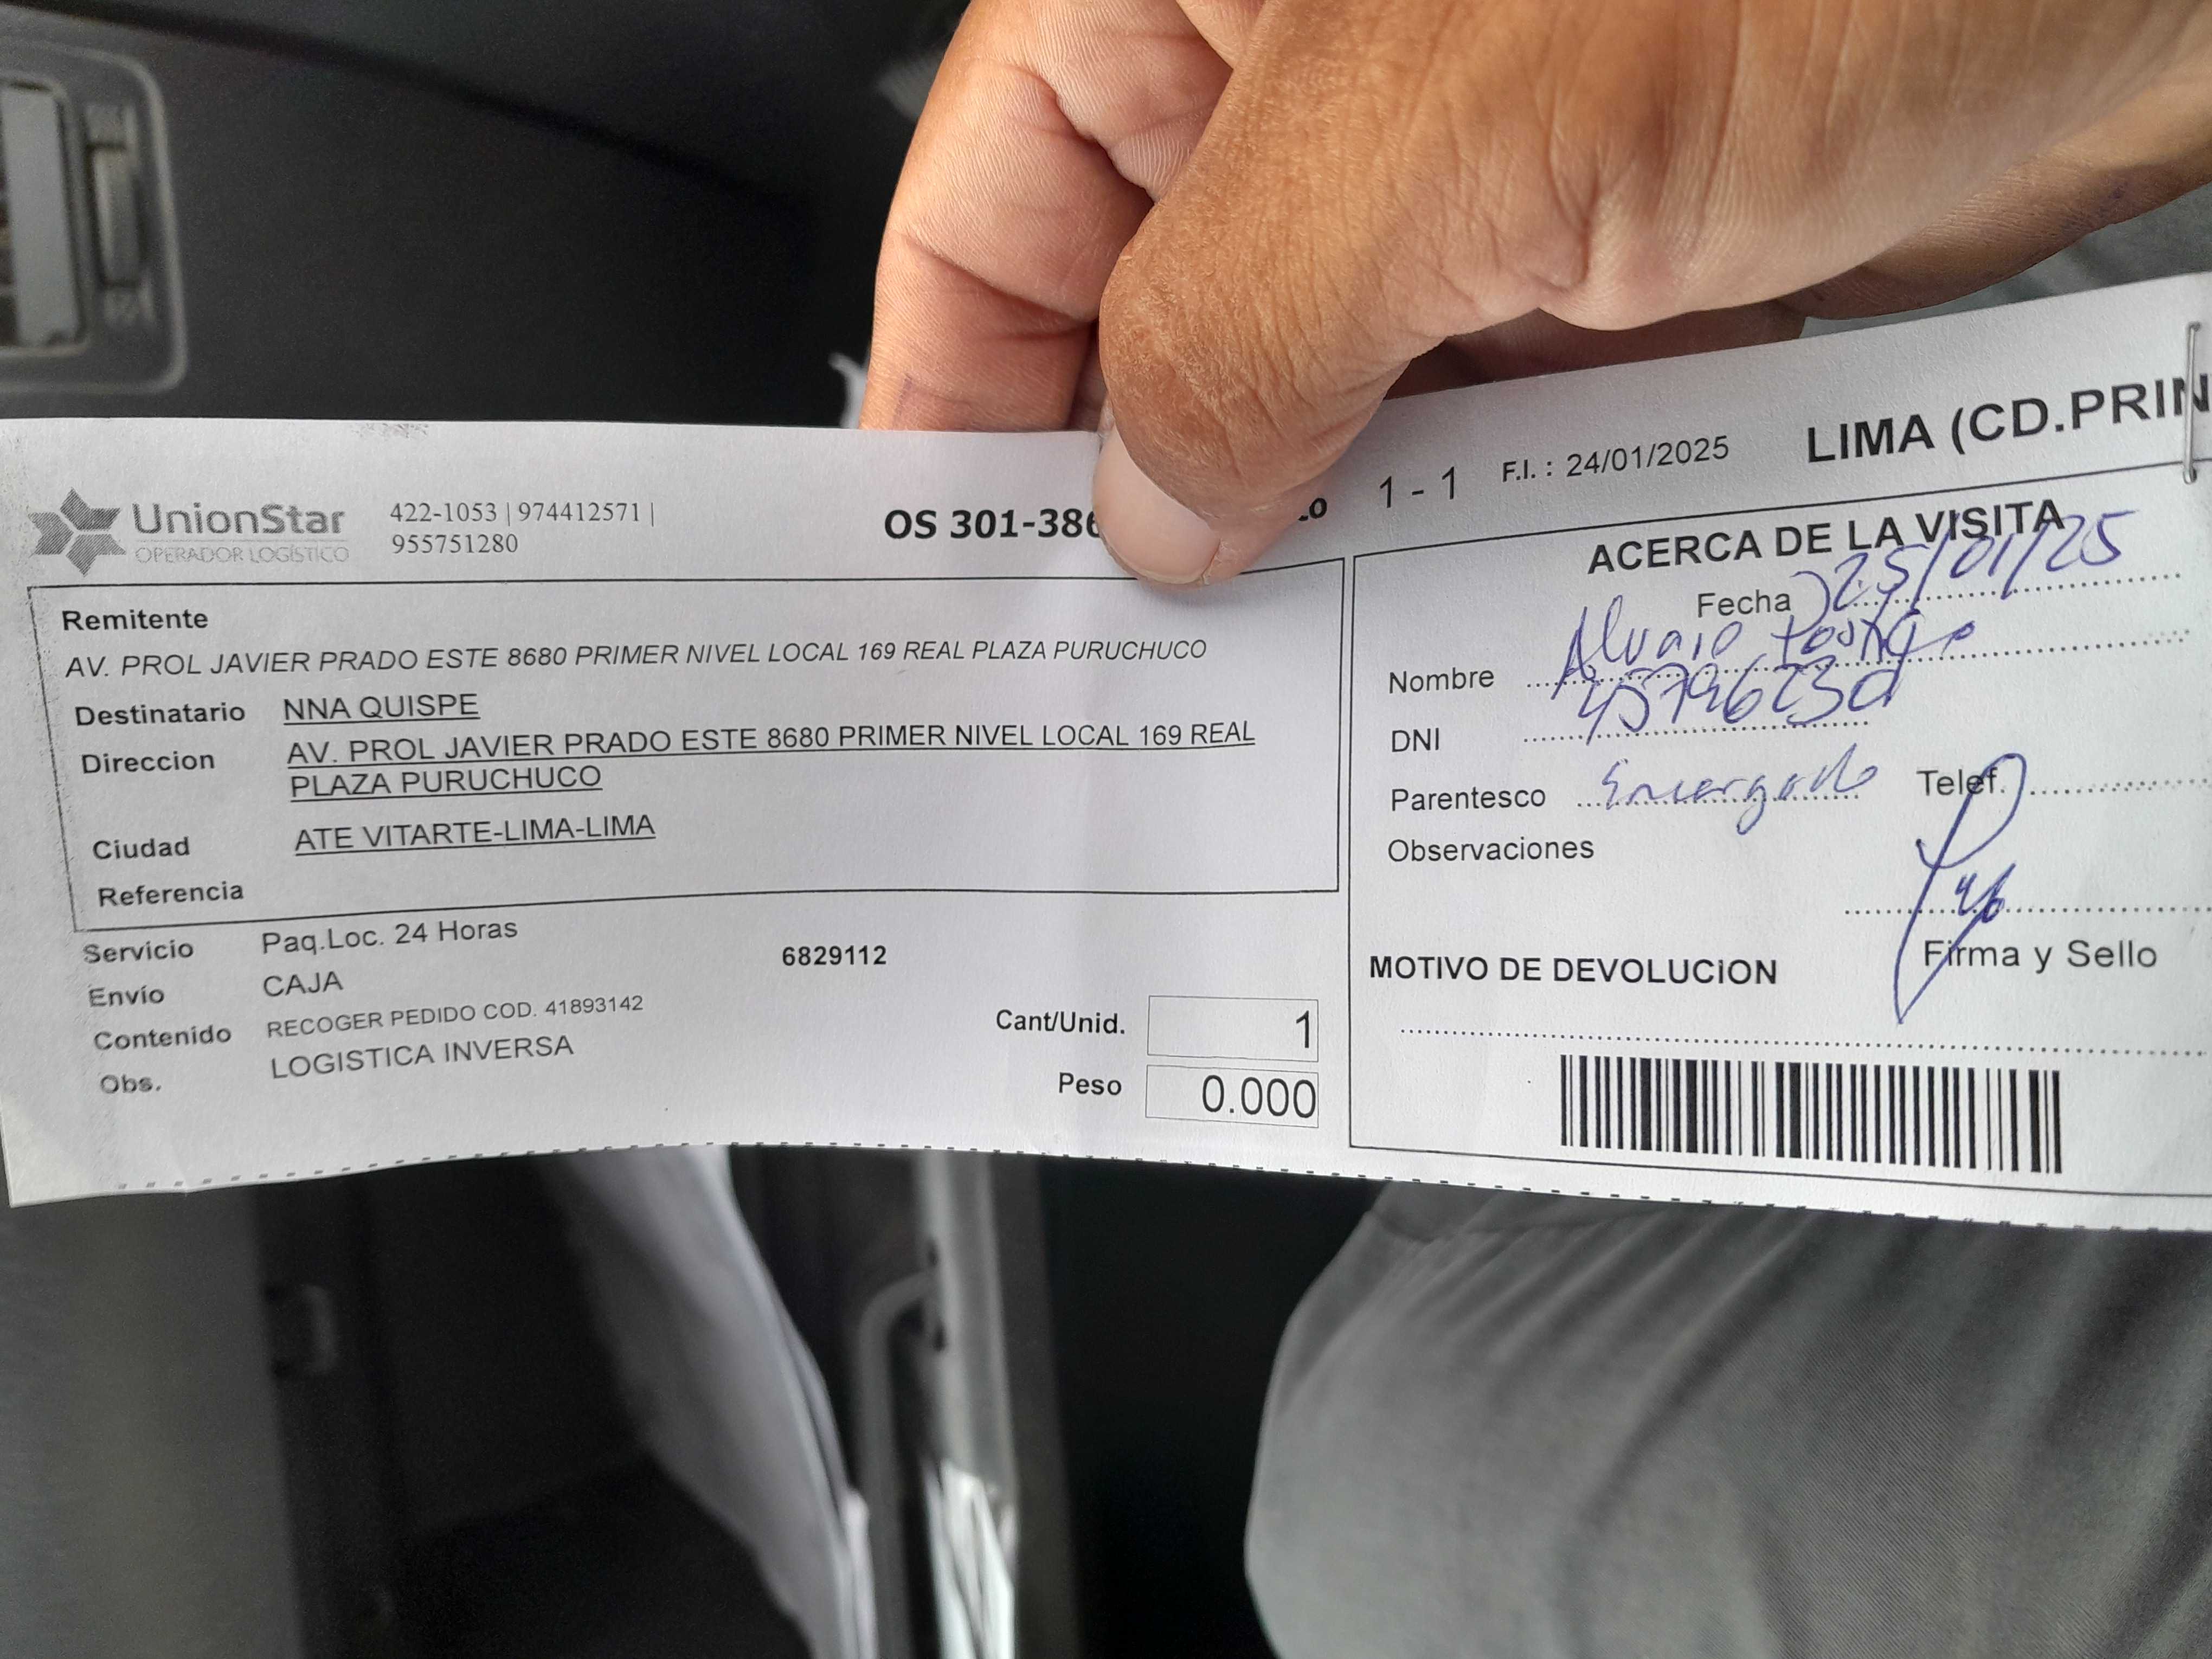 UnionStar
OPERADOR LOGÍSTICO
422-1053 | 974412571 |
955751280
OS 301-386
1 - 1 F.I. : 24/01/2025 LIMA (CD.PRIN
Remitente
AV. PROL JAVIER PRADO ESTE 8680 PRIMER NIVEL LOCAL 169 REAL PLAZA PURUCHUCO
Destinatario NNA QUISPE
Direccion AV. PROL JAVIER PRADO ESTE 8680 PRIMER NIVEL LOCAL 169 REAL
PLAZA PURUCHUCO
Ciudad ATE VITARTE-LIMA-LIMA
Referencia
Servicio Paq.Loc. 24 Horas
6829112
Envío CAJA
Contenido RECOGER PEDIDO COD. 41893142
Obs. LOGISTICA INVERSA
Cant/Unid. 1
Peso 0.000
ACERCA DE LA VISITA
Fecha 25/01/25
Nombre Alvaro
DNI
Parentesco Encargado Telef.
Observaciones
Firma y Sello
MOTIVO DE DEVOLUCION